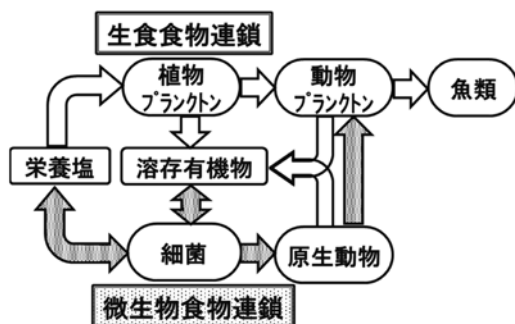 生食食物連鎖
植物
プランクトン
動物
プランクトン
魚類
栄養塩
溶存有機物
細菌
原生動物
微生物食物連鎖